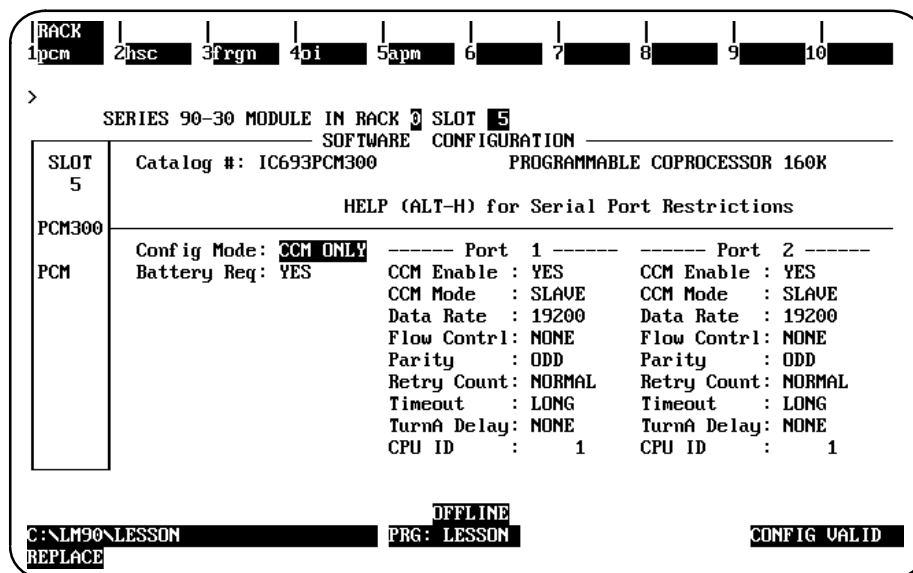 RACK
1pcm 2hsc 3frgn 4oi 5apm 6 7 8 9 10
>
SERIES 90-30 MODULE IN RACK 0 SLOT 5
SOFTWARE CONFIGURATION
SLOT Catalog #: IC693PCM300 PROGRAMMABLE COPROCESSOR 160K
5
HELP (ALT-H) for Serial Port Restrictions
PCM300
Config Mode: CCM ONLY ------ Port 1 ------ ------ Port 2 ------
PCM Battery Req: YES CCM Enable : YES CCM Enable : YES
CCM Mode : SLAVE CCM Mode : SLAVE
Data Rate : 19200 Data Rate : 19200
Flow Contrl: NONE Flow Contrl: NONE
Parity : ODD Parity : ODD
Retry Count: NORMAL Retry Count: NORMAL
Timeout : LONG Timeout : LONG
TurnA Delay: NONE TurnA Delay: NONE
CPU ID : 1 CPU ID : 1
OFFLINE
C:\LM90\LESSON PRG: LESSON CONFIG VALID
REPLACE